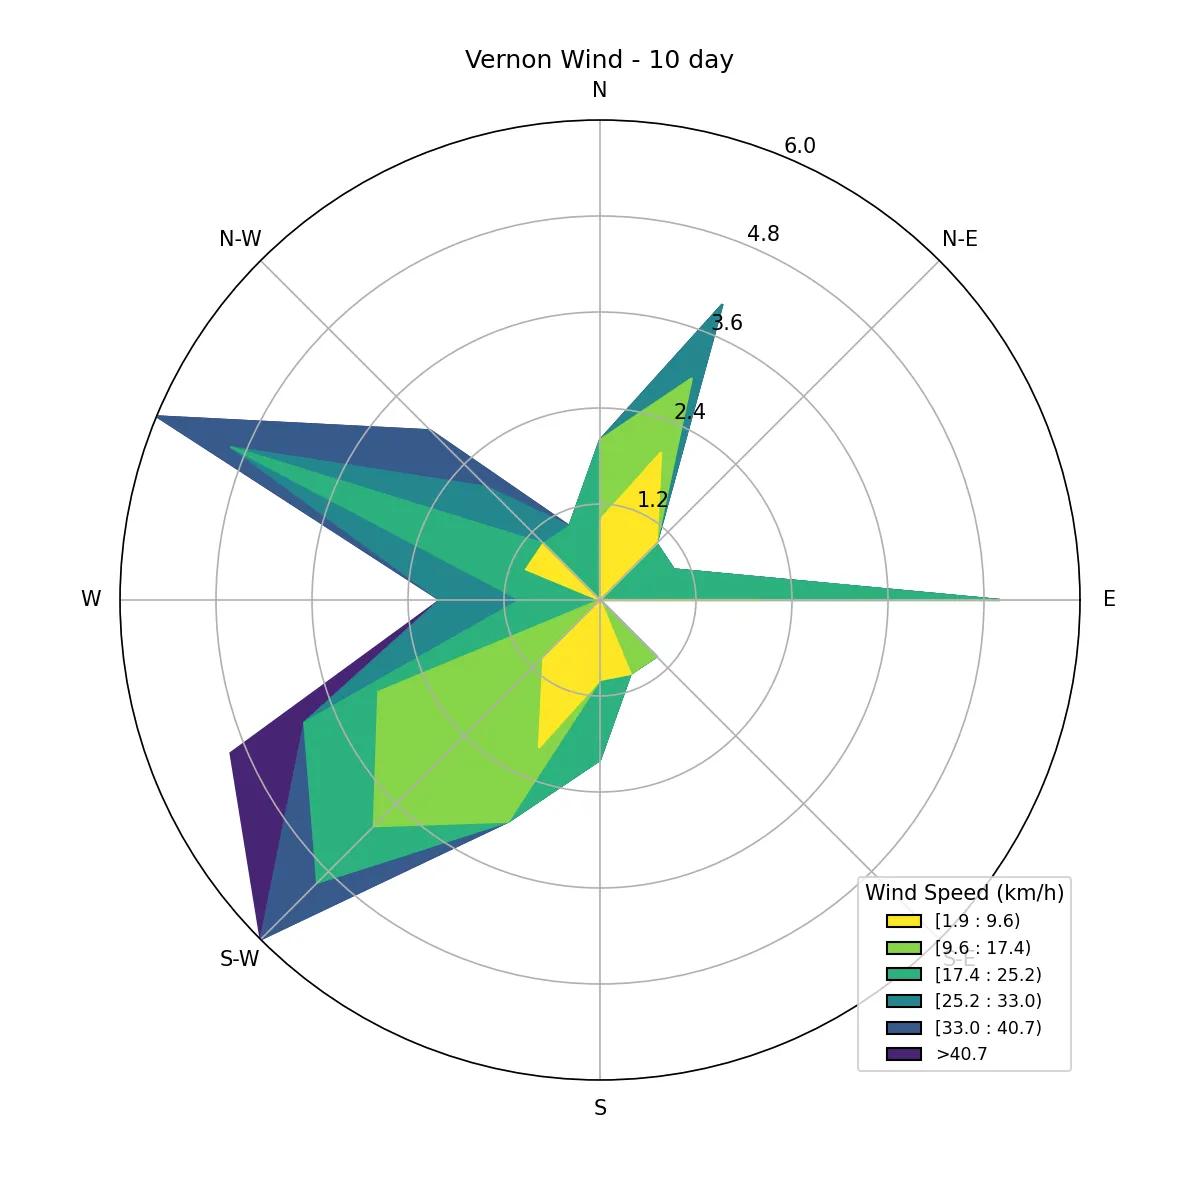 Vernon Wind - 10 day
N
6.0
N-W
4.8
N-E
3.6
2.4
1.2
W
E
S-W
S-E
S
Wind Speed (km/h)
[1.9 : 9.6)
[9.6 : 17.4)
[17.4 : 25.2)
[25.2 : 33.0)
[33.0 : 40.7)
>40.7